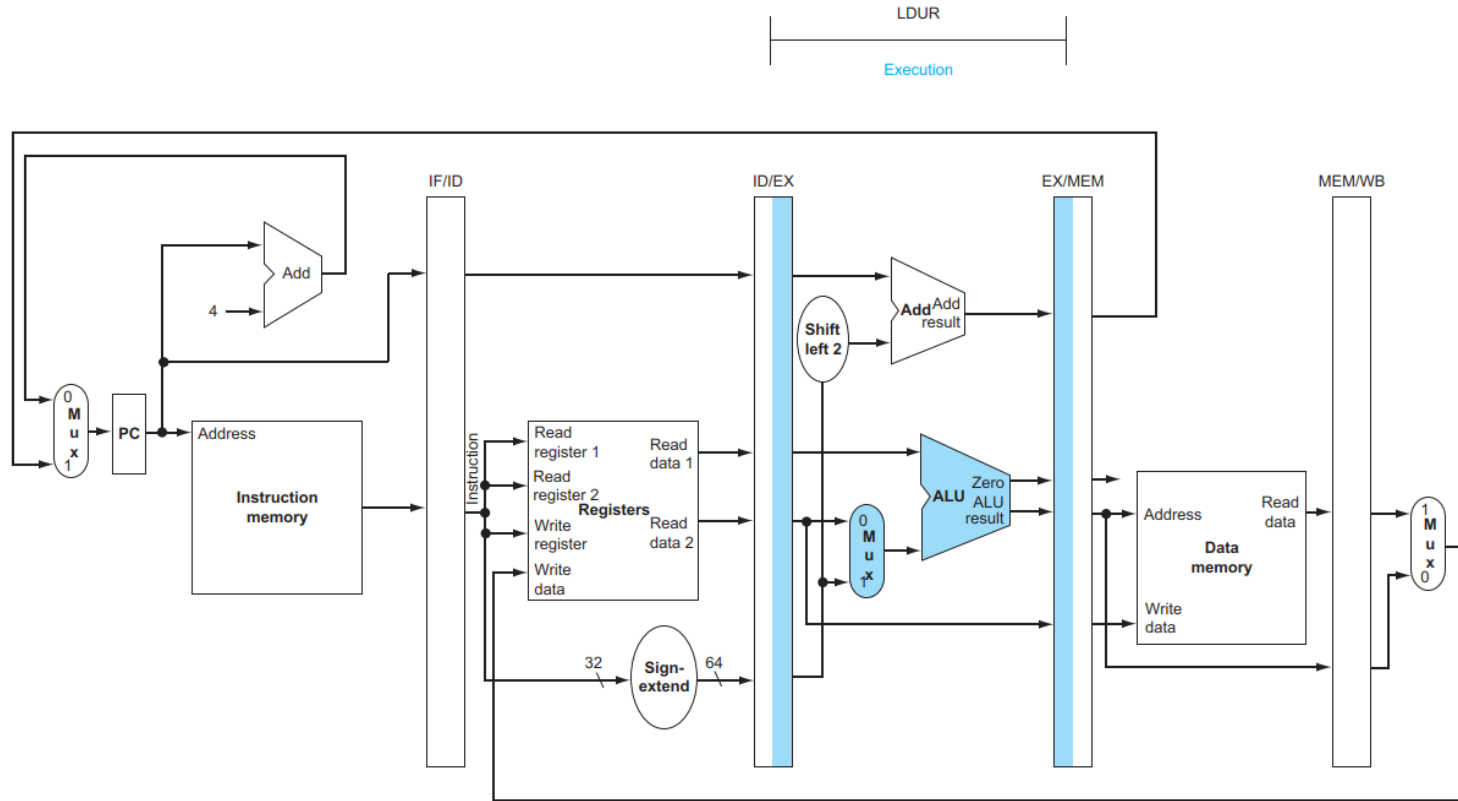 LDUR
Execution
IF/ID
ID/EX
EX/MEM
MEM/WB
Add
4
Add Add
result
Shift
left 2
0
M
u
x
1
PC
Address
Instruction
memory
Instruction
Read
register 1
Read
register 2
Write
register
Write
data
Registers
Read
data 1
Read
data 2
0
M
u
x
1
ALU
Zero
ALU
result
Address
Read
data
Data
memory
Write
data
1
M
u
x
0
32
Sign-
extend
64